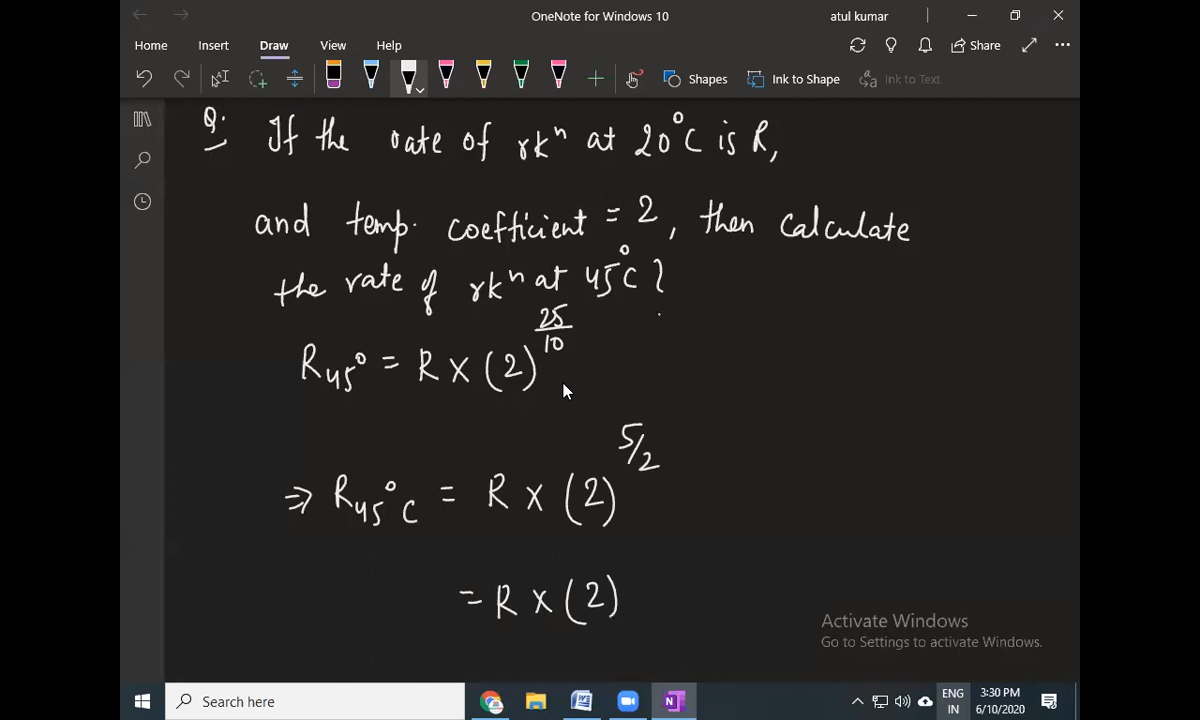 OneNote for Windows 10
atul kumar
Home Insert Draw View Help
Share
Shapes Ink to Shape Ink to Text
Q: If the rate of rxⁿ at 20°C is R,
and temp. coefficient = 2, then calculate
the rate of rxⁿ at 45°C ?
R₄₅° = R × (2)^25/10
⇒ R₄₅°C = R × (2)^5/2
= R × (2)
Activate Windows
Go to Settings to activate Windows.
Search here
ENG
IN
3:30 PM
6/10/2020